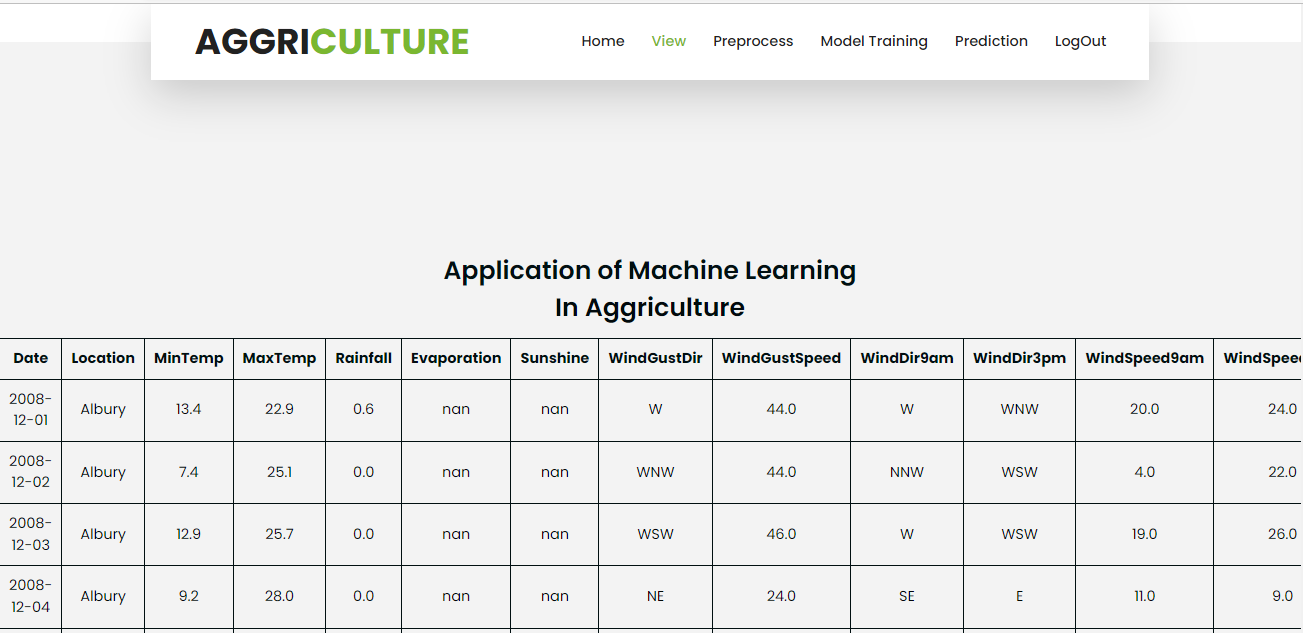 AGGRICULTURE Home View Preprocess Model Training Prediction LogOut
Application of Machine Learning
In Aggriculture
Date Location MinTemp MaxTemp Rainfall Evaporation Sunshine WindGustDir WindGustSpeed WindDir9am WindDir3pm WindSpeed9am WindSpee
2008-
12-01 Albury 13.4 22.9 0.6 nan nan W 44.0 W WNW 20.0 24.0
2008-
12-02 Albury 7.4 25.1 0.0 nan nan WNW 44.0 NNW WSW 4.0 22.0
2008-
12-03 Albury 12.9 25.7 0.0 nan nan WSW 46.0 W WSW 19.0 26.0
2008-
12-04 Albury 9.2 28.0 0.0 nan nan NE 24.0 SE E 11.0 9.0